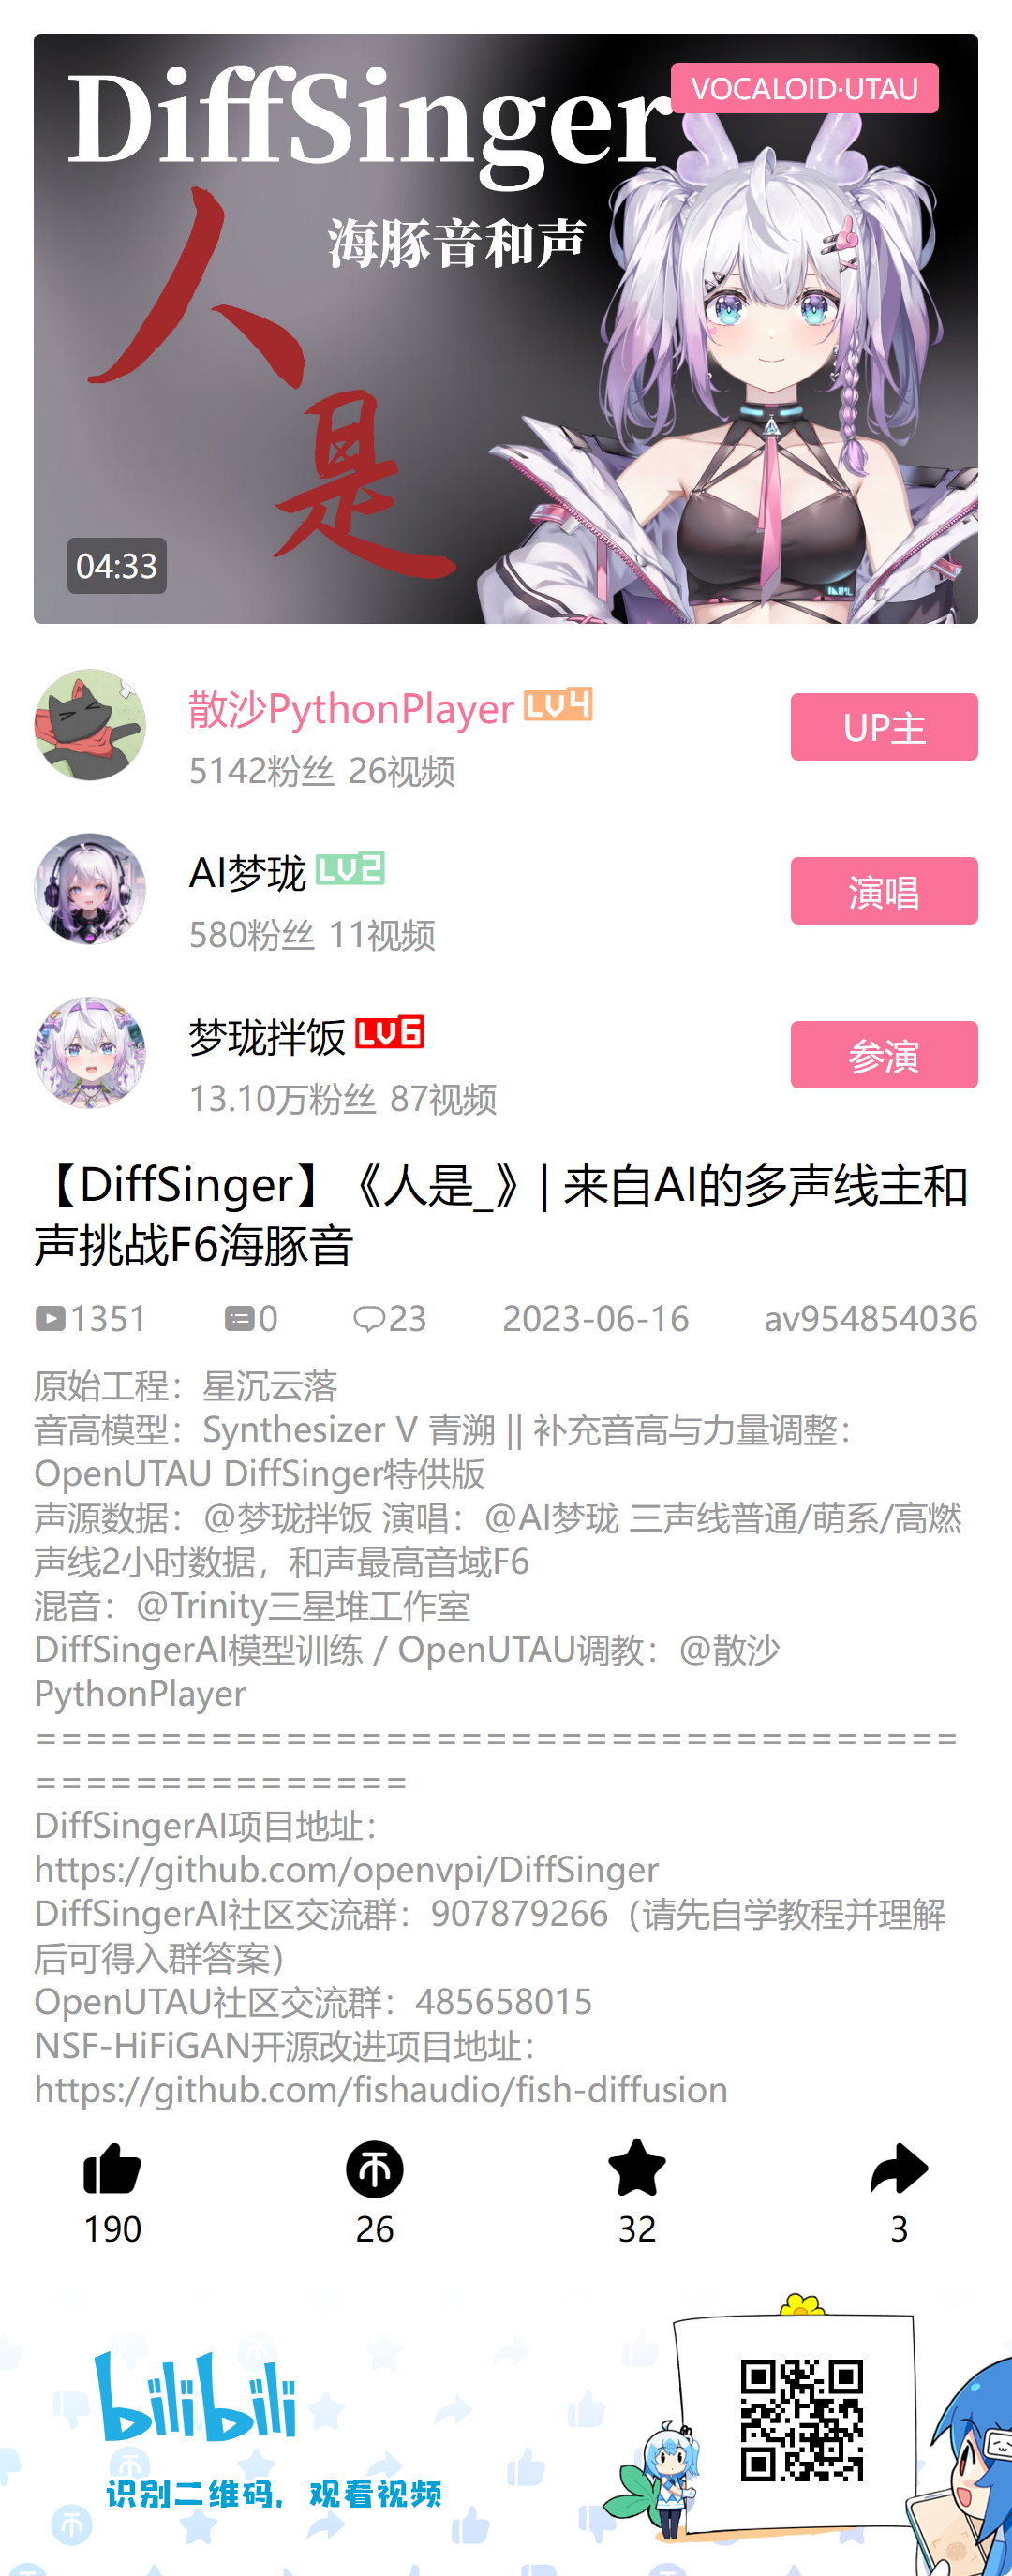 DiffSinger
VOCALOID·UTAU
海豚音和声
人
是
04:33
散沙PythonPlayer LV4
UP主
5142粉丝 26视频
AI梦珑 LV2
演唱
580粉丝 11视频
梦珑拌饭 LV6
参演
13.10万粉丝 87视频
【DiffSinger】《人是_》| 来自AI的多声线主和
声挑战F6海豚音
1351 0 23 2023-06-16 av954854036
原始工程：星沉云落
音高模型：Synthesizer V 青溯 || 补充音高与力量调整：
OpenUTAU DiffSinger特供版
声源数据：@梦珑拌饭 演唱：@AI梦珑 三声线普通/萌系/高燃
声线2小时数据，和声最高音域F6
混音：@Trinity三星堆工作室
DiffSingerAI模型训练 / OpenUTAU调教：@散沙
PythonPlayer
=====================================
===============
DiffSingerAI项目地址：
https://github.com/openvpi/DiffSinger
DiffSingerAI社区交流群：907879266（请先自学教程并理解
后可得入群答案）
OpenUTAU社区交流群：485658015
NSF-HiFiGAN开源改进项目地址：
https://github.com/fishaudio/fish-diffusion
190 26 32 3
bilibili
识别二维码，观看视频